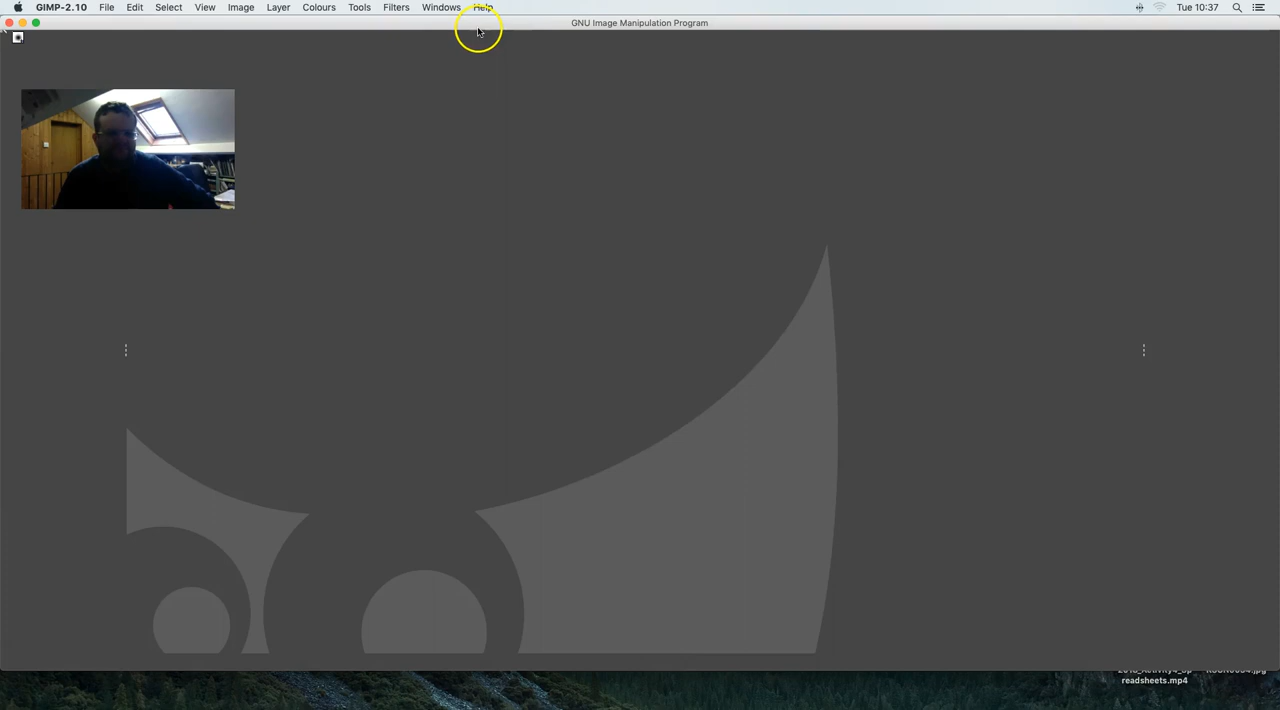 GIMP-2.10 File Edit Select View Image Layer Colours Tools Filters Windows Help Tue 10:37
GNU Image Manipulation Program
readsheets.mp4